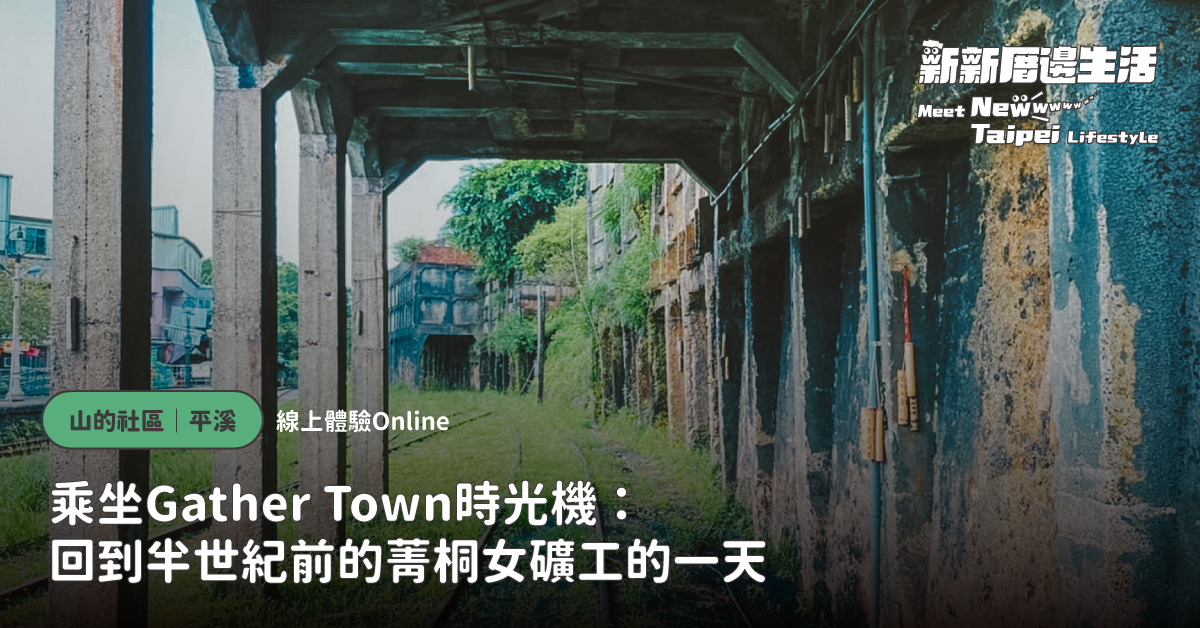 新新厝邊生活
Meet Newwwwwww
Taipei Lifestyle
山的社區｜平溪
線上體驗Online
乘坐Gather Town時光機：
回到半世紀前的菁桐女礦工的一天